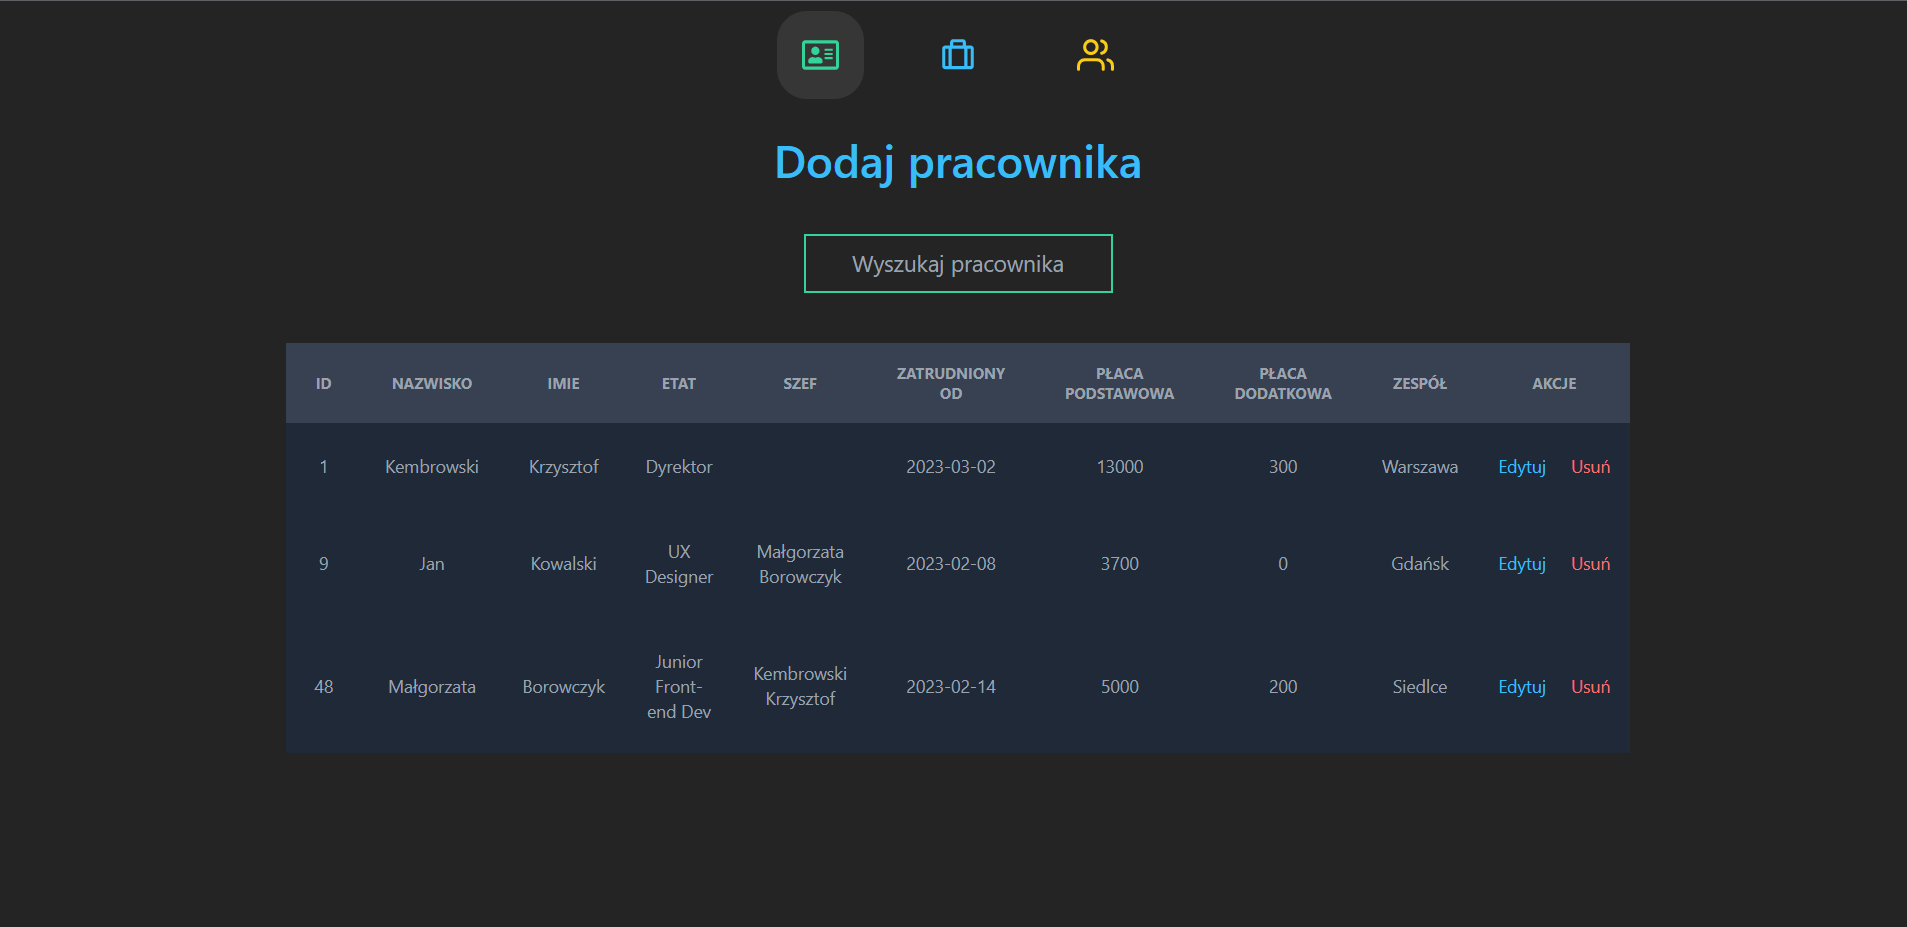 Dodaj pracownika
Wyszukaj pracownika
ID NAZWISKO IMIE ETAT SZEF ZATRUDNIONY OD PŁACA PODSTAWOWA PŁACA DODATKOWA ZESPÓŁ AKCJE
1 Kembrowski Krzysztof Dyrektor 2023-03-02 13000 300 Warszawa Edytuj Usuń
9 Jan Kowalski UX Designer Małgorzata Borowczyk 2023-02-08 3700 0 Gdańsk Edytuj Usuń
48 Małgorzata Borowczyk Junior Front-end Dev Kembrowski Krzysztof 2023-02-14 5000 200 Siedlce Edytuj Usuń